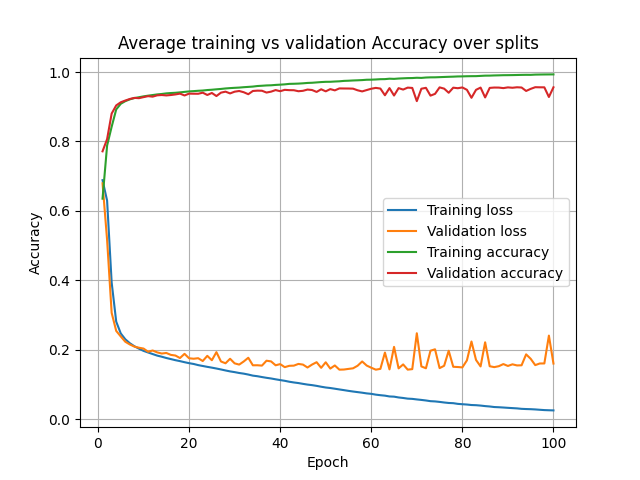 Average training vs validation Accuracy over splits
1.0
0.8
0.6
0.4
0.2
0.0
Accuracy
Training loss
Validation loss
Training accuracy
Validation accuracy
0 20 40 60 80 100
Epoch